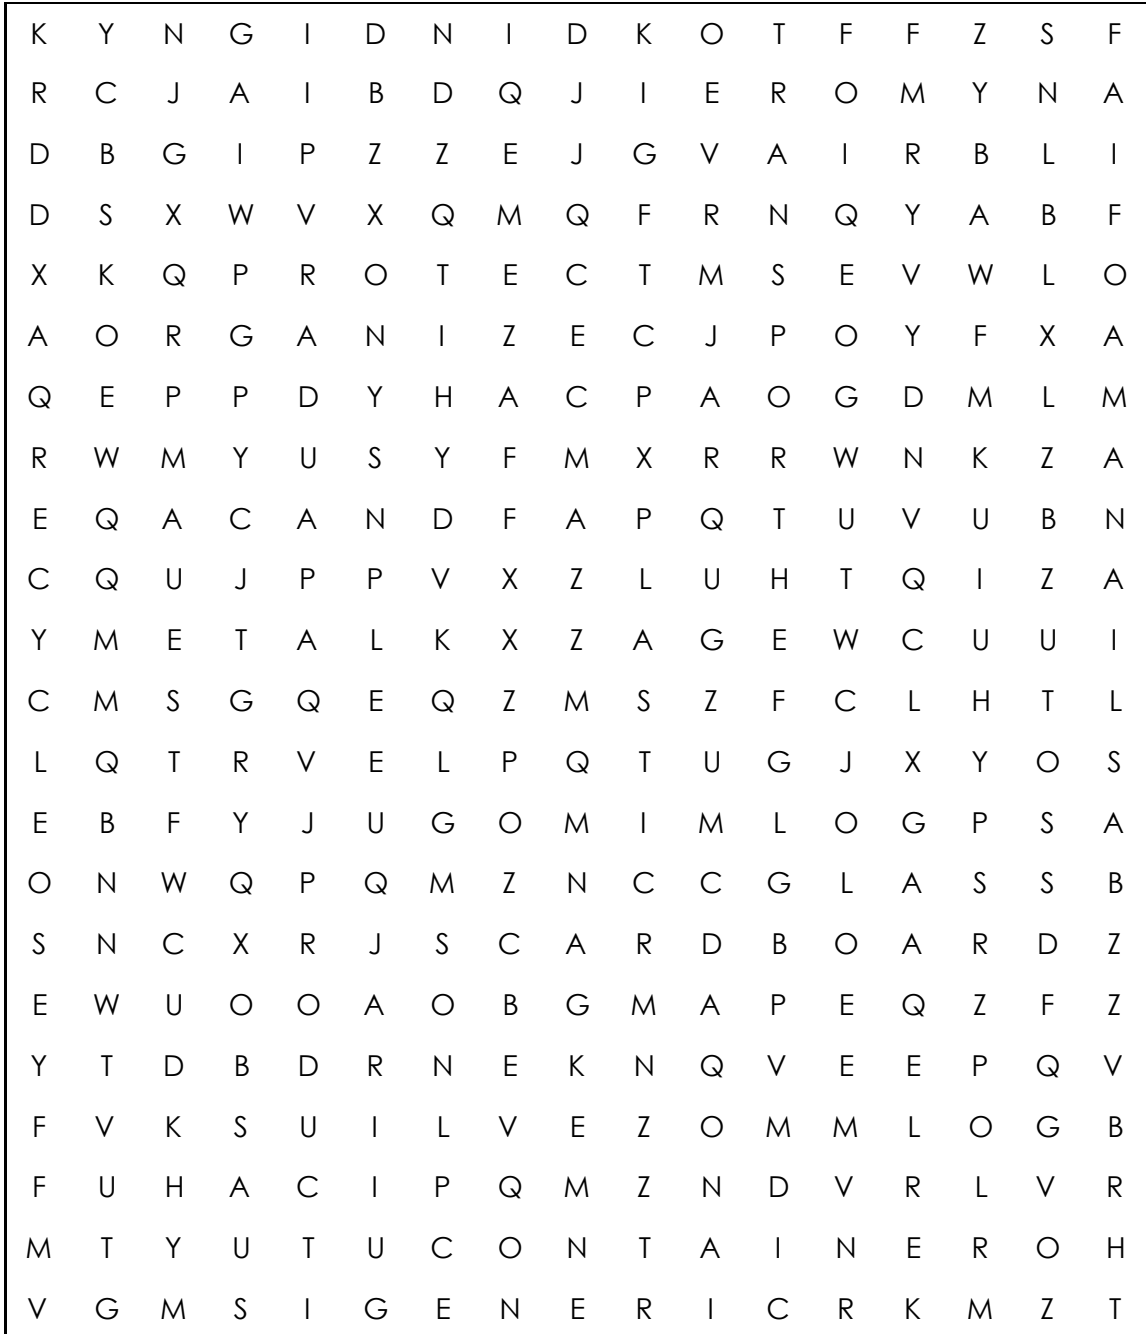 K Y N G I D N I D K O T F F Z S F
R C J A I B D Q J I E R O M Y N A
D B G I P Z Z E J G V A I R B L I
D S X W V X Q M Q F R N Q Y A B F
X K Q P R O T E C T M S E V W L O
A O R G A N I Z E C J P O Y F X A
Q E P P D Y H A C P A O G D M L M
R W M Y U S Y F M X R R W N K Z A
E Q A C A N D F A P Q T U V U B N
C Q U J P P V X Z L U H T Q I Z A
Y M E T A L K X Z A G E W C U U I
C M S G Q E Q Z M S Z F C L H T L
L Q T R V E L P Q T U G J X Y O S
E B F Y J U G O M I M L O G P S A
O N W Q P Q M Z N C C G L A S S B
S N C X R J S C A R D B O A R D Z
E W U O O A O B G M A P E Q Z F Z
Y T D B D R N E K N Q V E E P Q V
F V K S U I L V E Z O M M L O G B
F U H A C I P Q M Z N D V R L V R
M T Y U T U C O N T A I N E R O H
V G M S I G E N E R I C R K M Z T